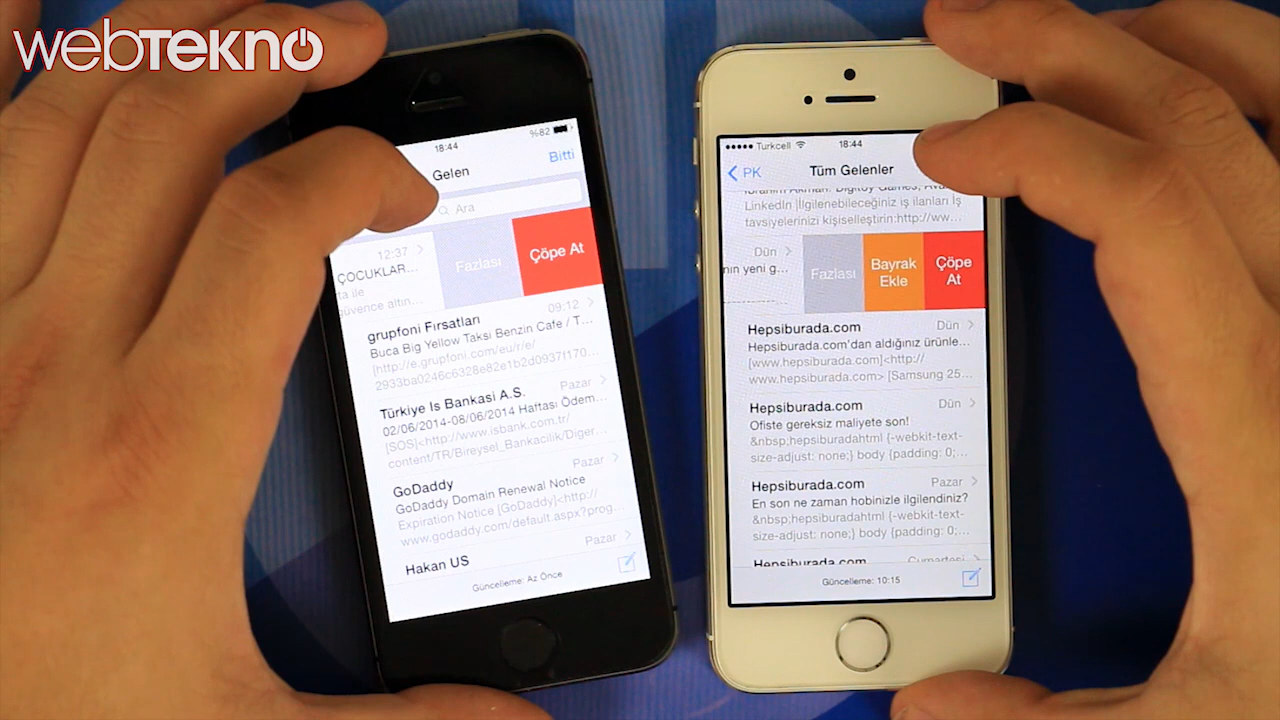 webTEKNO
18:44
%82
Gelen
Bitti
Ara
12:37
ÇOCUKLAR...
ta ile
güvence altın...
Fazlası
Çöpe At
grupfoni Fırsatları
09:12
Buca Big Yellow Taksi Benzin Cafe / T...
[http://e.grupfoni.com/eu/r/e/
2933ba0246c6328e82e1b2d0937f170...
Türkiye Is Bankasi A.S.
Pazar
02/06/2014-08/06/2014 Haftası Ödem...
[SOS]<http://www.isbank.com.tr/
content/TR/Bireysel_Bankacilik/Diger...
GoDaddy
Pazar
GoDaddy Domain Renewal Notice
Expiration Notice [GoDaddy]<http://
www.godaddy.com/default.aspx?prog...
Hakan US
Pazar
Güncelleme: Az Önce
Turkcell
18:44
PK
Tüm Gelenler
LinkedIn |İlgilenebileceğiniz iş ilanları İş
tavsiyelerinizi kişiselleştirin:http://ww...
Dün
nın yeni g...
Fazlası
Bayrak
Ekle
Çöpe
At
Hepsiburada.com
Dün
Hepsiburada.com'dan aldığınız ürünle...
[www.hepsiburada.com]<http://
www.hepsiburada.com> [Samsung 25...
Hepsiburada.com
Dün
Ofiste gereksiz maliyete son!
&nbsp;hepsiburadahtml {-webkit-text-
size-adjust: none;} body {padding: 0;...
Hepsiburada.com
Pazar
En son ne zaman hobinizle ilgilendiniz?
&nbsp;hepsiburadahtml {-webkit-text-
size-adjust: none;} body {padding: 0;...
Hepsiburada.com
Cumartesi
Güncelleme: 10:15